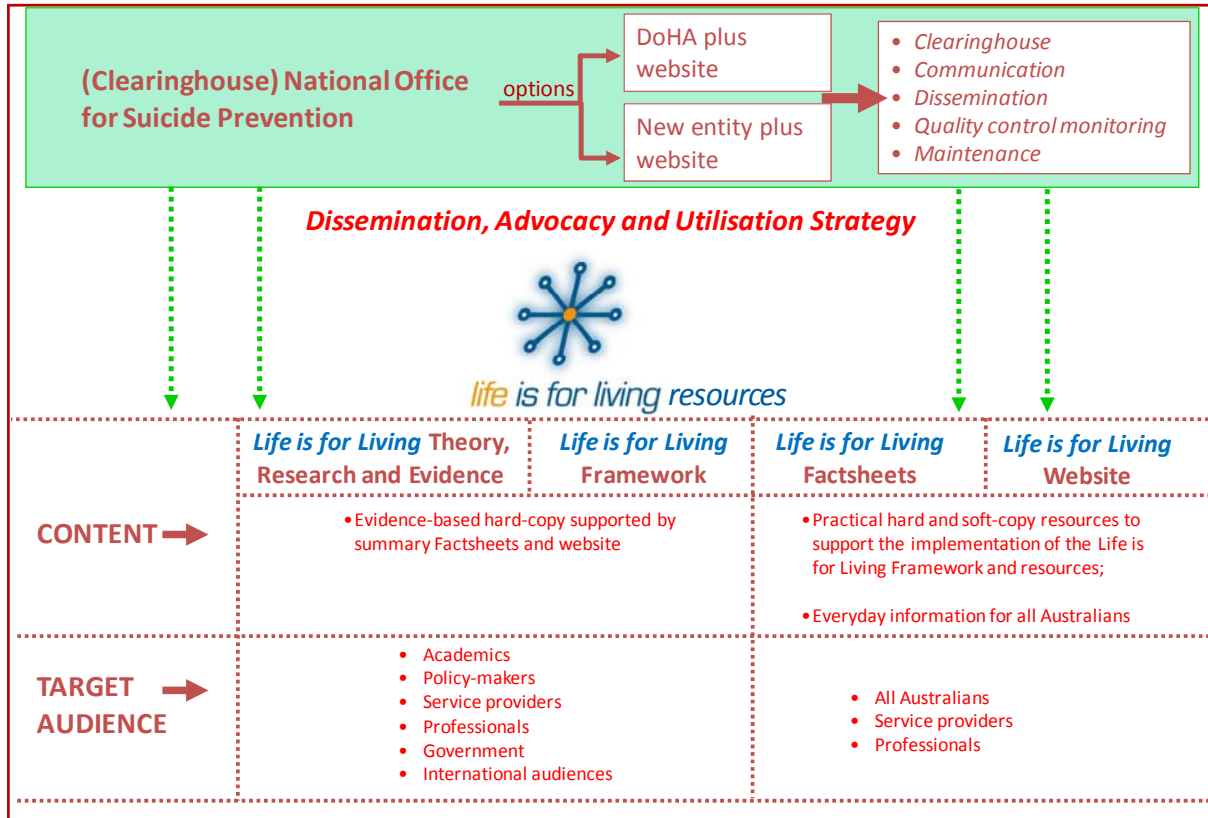 (Clearinghouse) National Office
for Suicide Prevention
options
DoHA plus
website
New entity plus
website
• Clearinghouse
• Communication
• Dissemination
• Quality control monitoring
• Maintenance
Dissemination, Advocacy and Utilisation Strategy
life is for living resources
Life is for Living Theory,
Research and Evidence
Life is for Living
Framework
Life is for Living
Factsheets
Life is for Living
Website
CONTENT
• Evidence-based hard-copy supported by
summary Factsheets and website
• Practical hard and soft-copy resources to
support the implementation of the Life is
for Living Framework and resources;
• Everyday information for all Australians
TARGET
AUDIENCE
• Academics
• Policy-makers
• Service providers
• Professionals
• Government
• International audiences
• All Australians
• Service providers
• Professionals